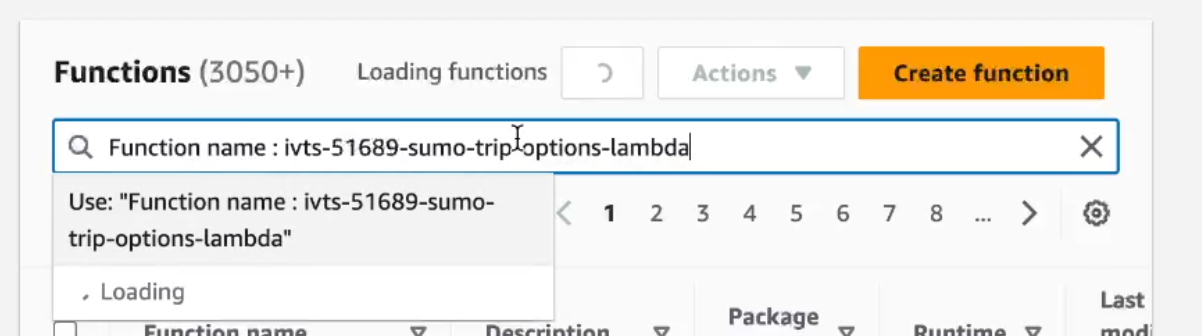 Functions (3050+) Loading functions Actions Create function
Function name : ivts-51689-sumo-trip-options-lambda
Use: "Function name : ivts-51689-sumo-
trip-options-lambda"
1 2 3 4 5 6 7 8 ...
Loading
Function name Description Package Runtime Last
modi